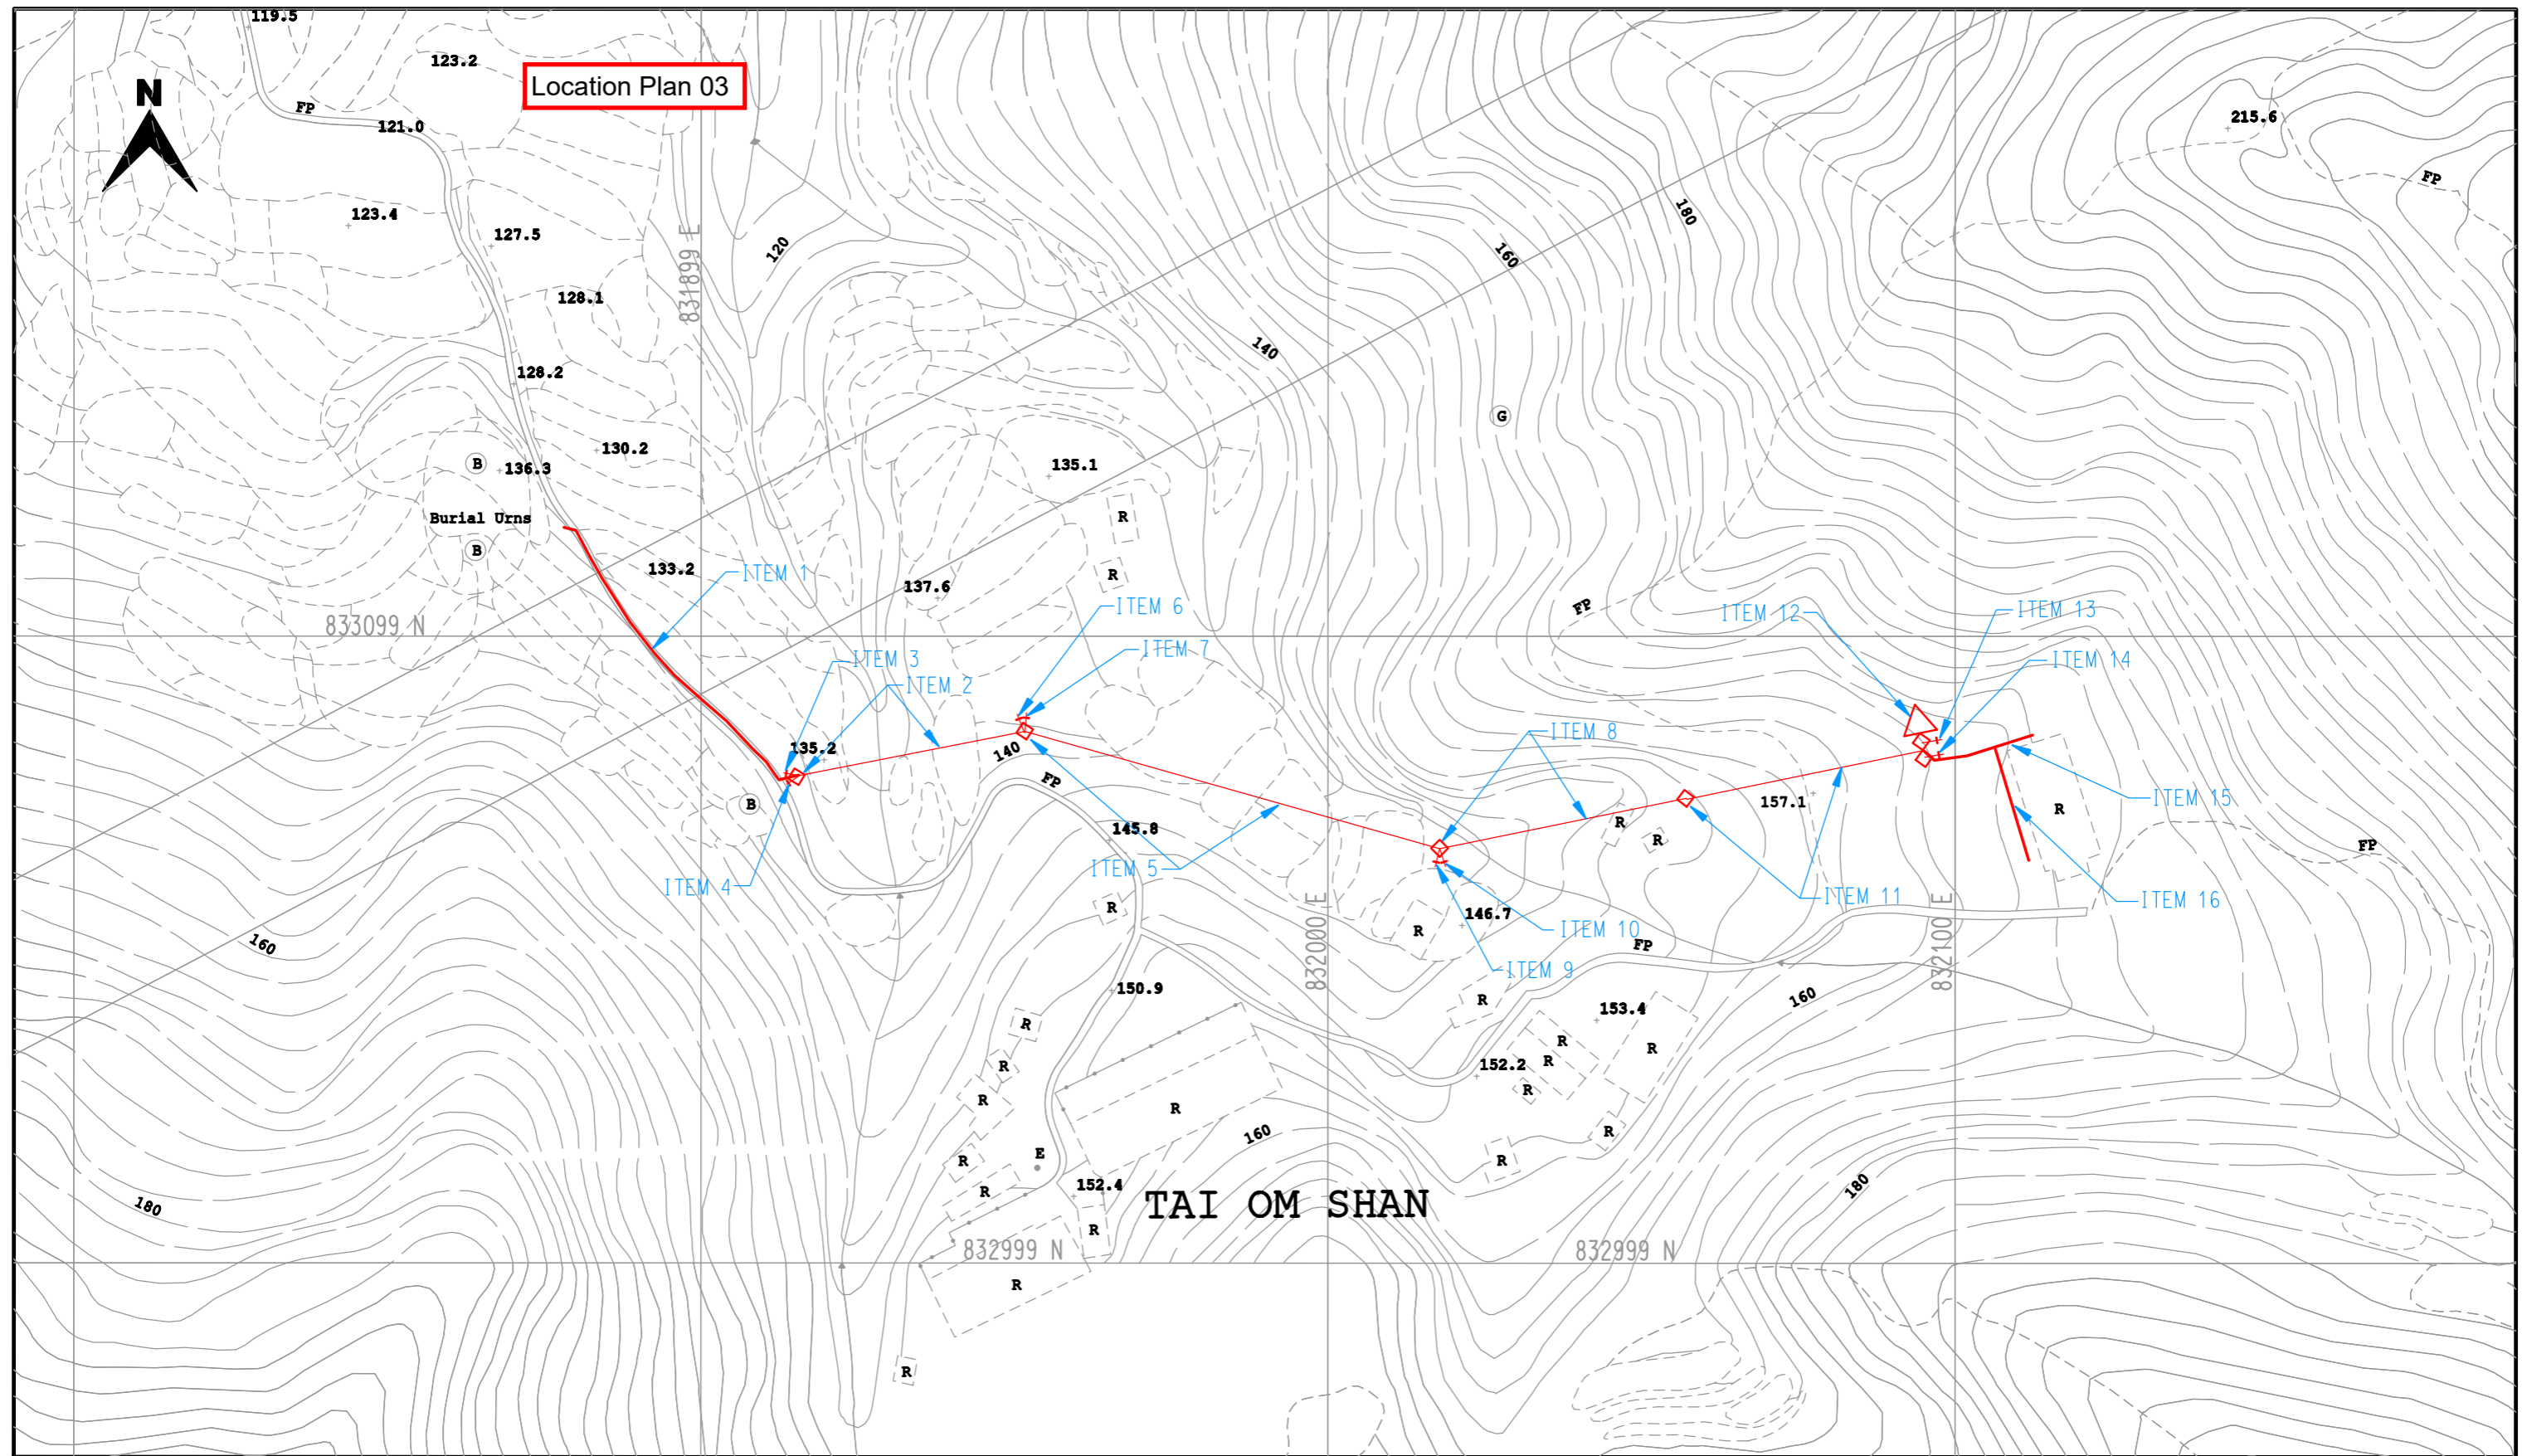 119.5
123.2
Location Plan 03
N
FP
121.0
215.6
FP
123.4
127.5
180
120
160
831899 E
128.1
140
128.2
G
130.2
135.1
B
136.3
R
Burial Urns
B
133.2
ITEM 1
R
137.6
ITEM 6
FP
ITEM 12
ITEM 13
833099 N
ITEM 3
ITEM 7
ITEM 14
ITEM 2
135.2
140
ITEM 8
FP
B
157.1
ITEM 15
R
145.8
R
R
FP
ITEM 4
ITEM 5
ITEM 11
ITEM 16
R
146.7
R
ITEM 10
160
FP
832000 E
832100 E
ITEM 9
150.9
R
160
153.4
R
R
R
R
152.2
R
R
R
R
160
R
E
R
R
R
152.4
180
180
TAI OM SHAN
R
832999 N
832999 N
R
R